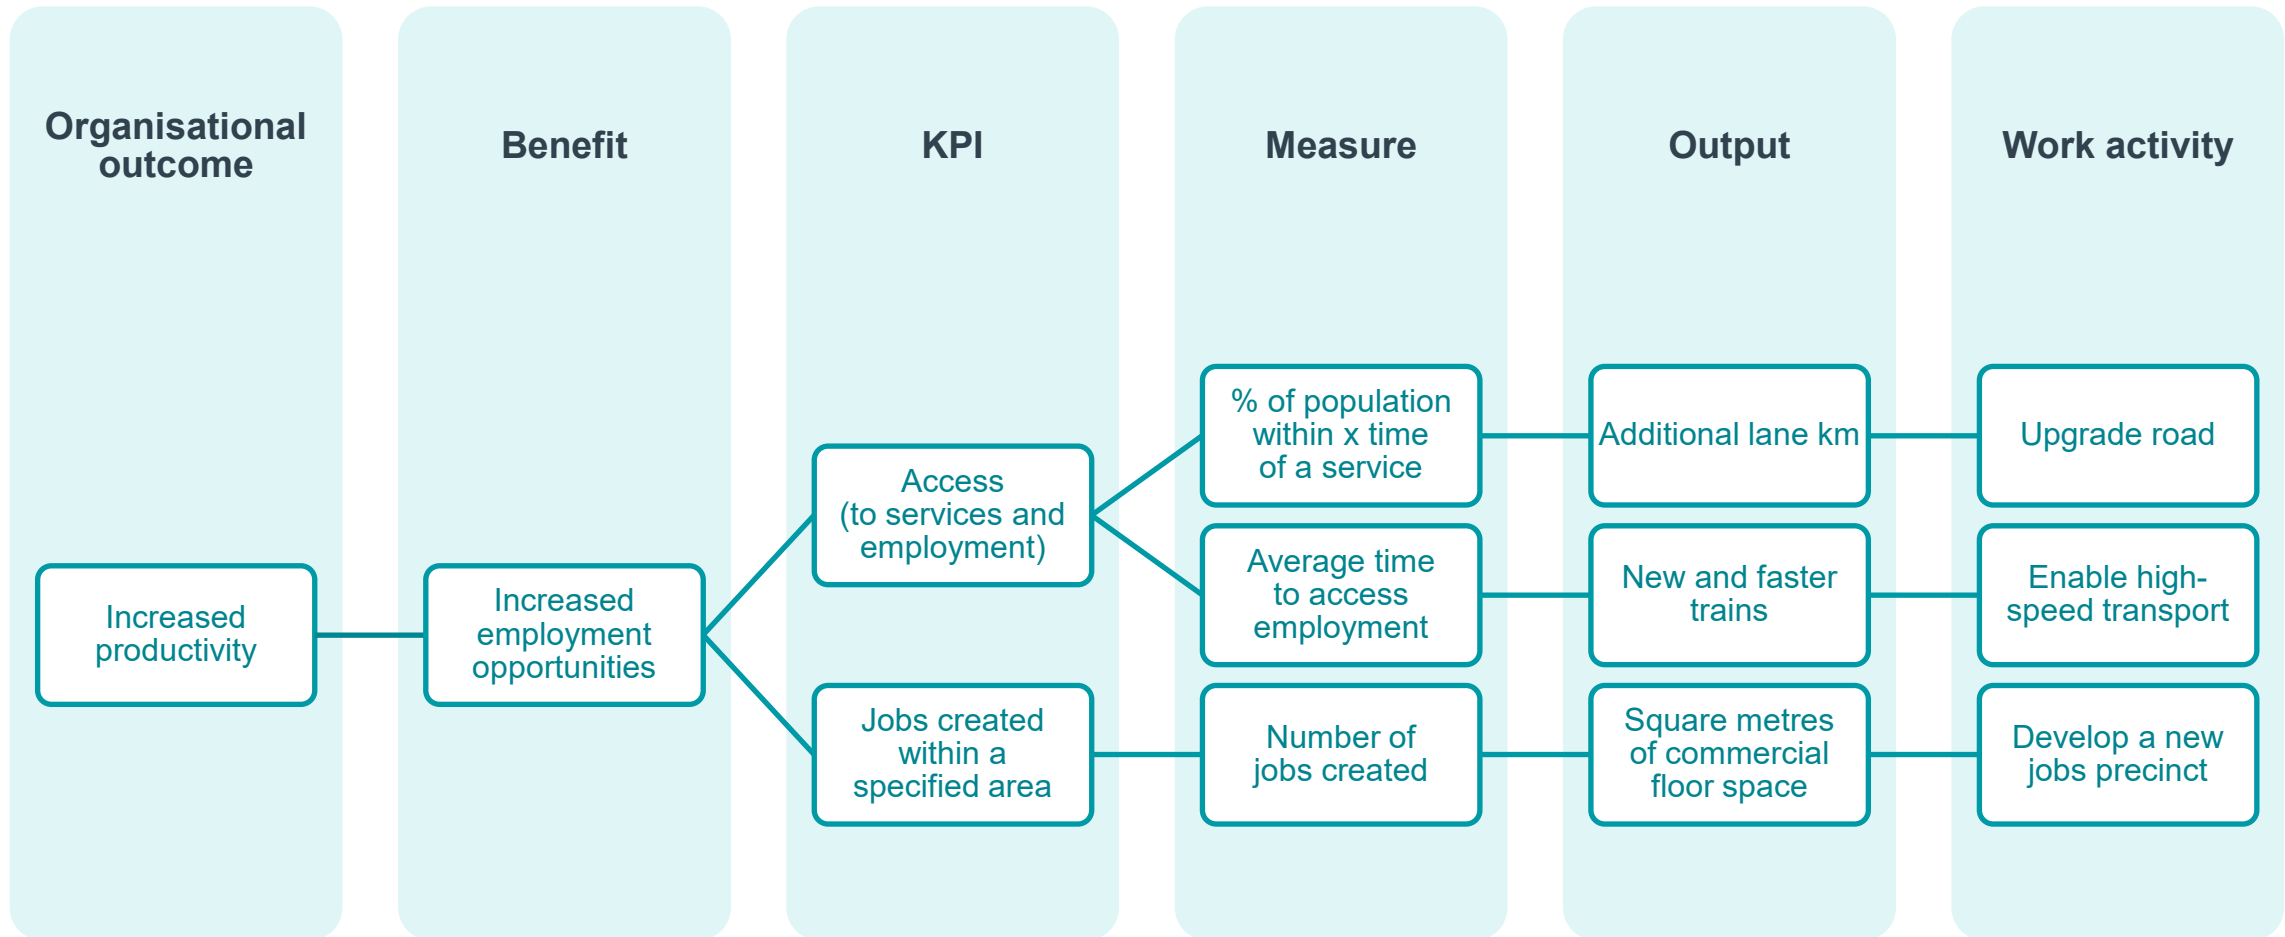 Organisational
outcome
Benefit
KPI
Measure
Output
Work activity
Increased
productivity
Increased
employment
opportunities
Access
(to services and
employment)
Jobs created
within a
specified area
% of population
within x time
of a service
Average time
to access
employment
Number of
jobs created
Additional lane km
New and faster
trains
Square metres
of commercial
floor space
Upgrade road
Enable high-
speed transport
Develop a new
jobs precinct